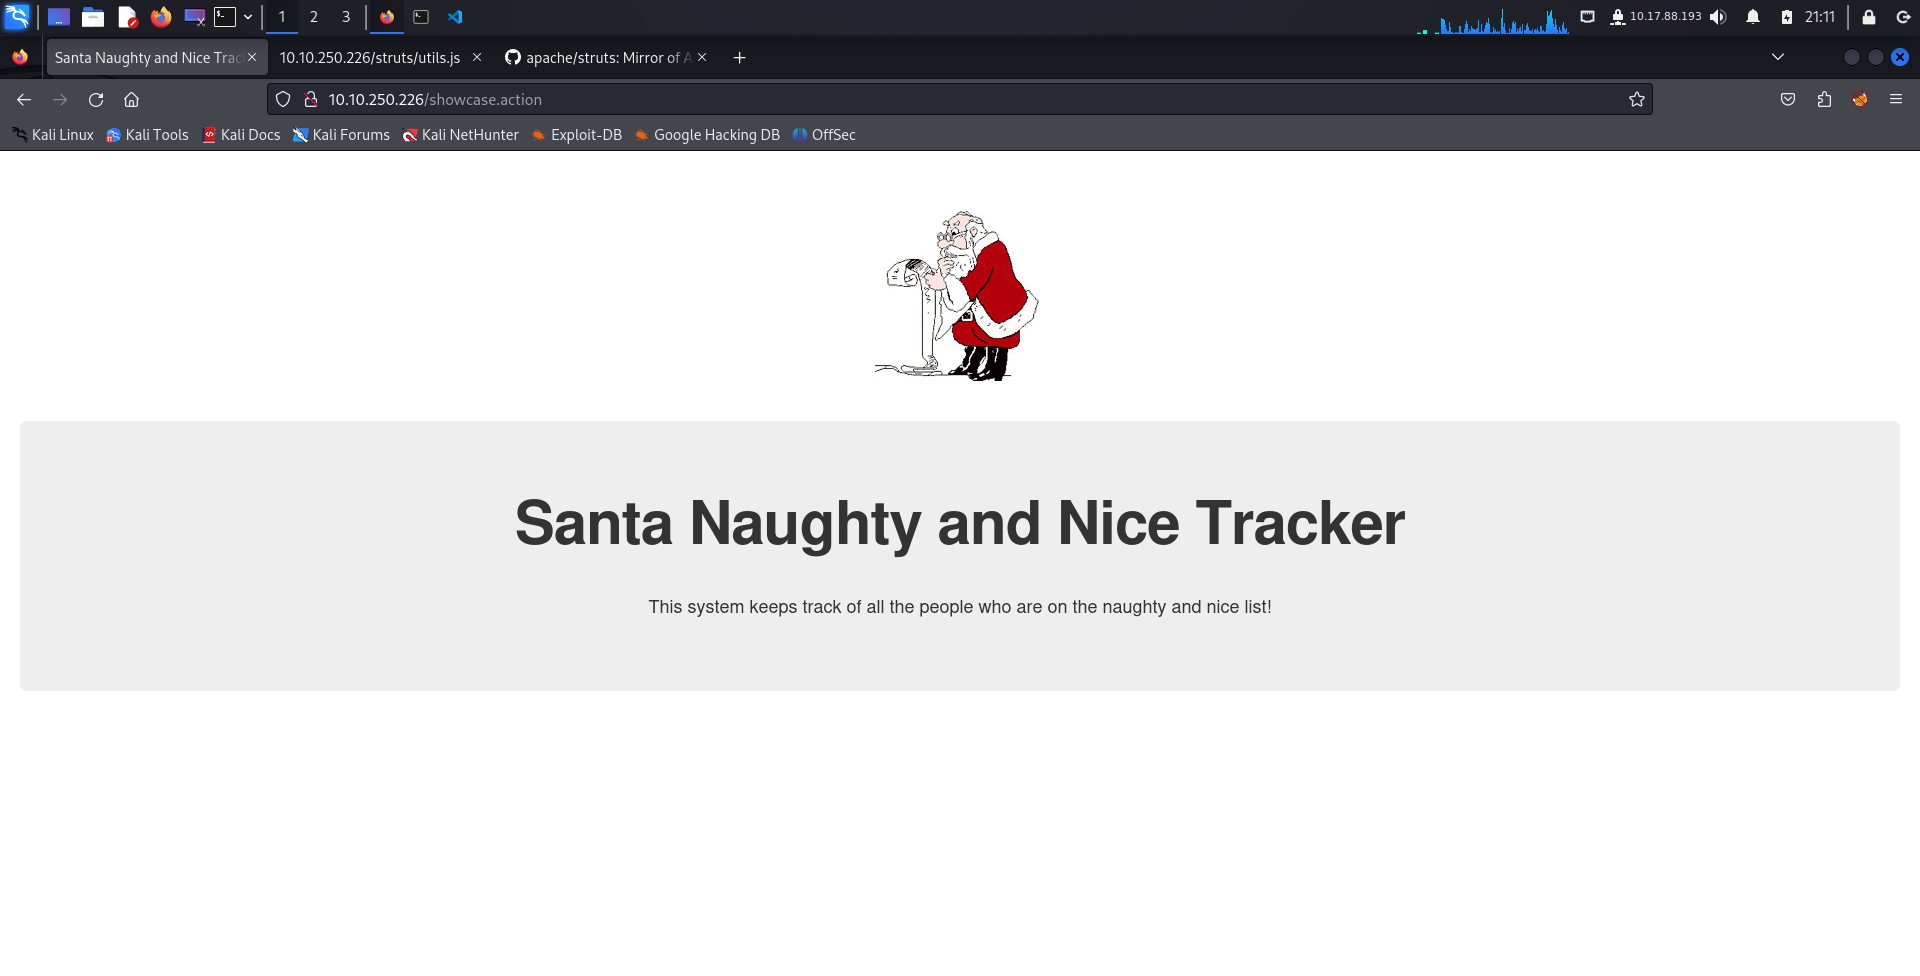 1 2 3 10.17.88.193 21:11
Santa Naughty and Nice Trac 10.10.250.226/struts/utils.js apache/struts: Mirror of A
10.10.250.226/showcase.action
Kali Linux Kali Tools Kali Docs Kali Forums Kali NetHunter Exploit-DB Google Hacking DB OffSec
Santa Naughty and Nice Tracker
This system keeps track of all the people who are on the naughty and nice list!